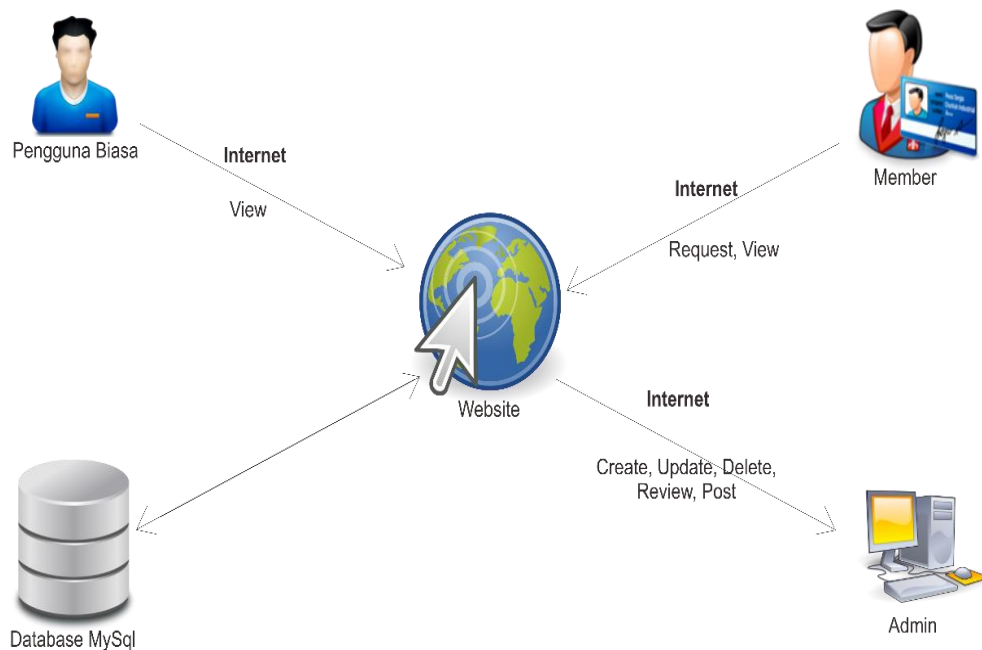 Pengguna Biasa
Internet
View
Member
Internet
Request, View
Website
Internet
Create, Update, Delete,
Review, Post
Database MySql
Admin